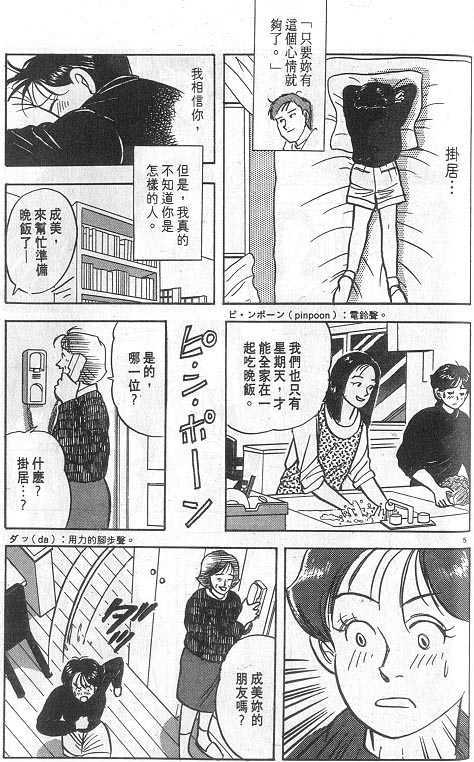 「只要妳有
這個心情就
夠了。」
掛居…
我相信你，
但是，我真的
不知道你是
怎樣的人。
成美，
來幫忙準備
晚飯了—
ピ・ンポーン(pinpoon)：電鈴聲。
我們也只有
星期天，才
能全家在一
起吃晚飯。
ピ・ン・ポーン
是的，
哪一位？
什麽？
掛居…？
ダッ(da)：用力的腳步聲。
5
成美妳的
朋友嗎？
ダッ